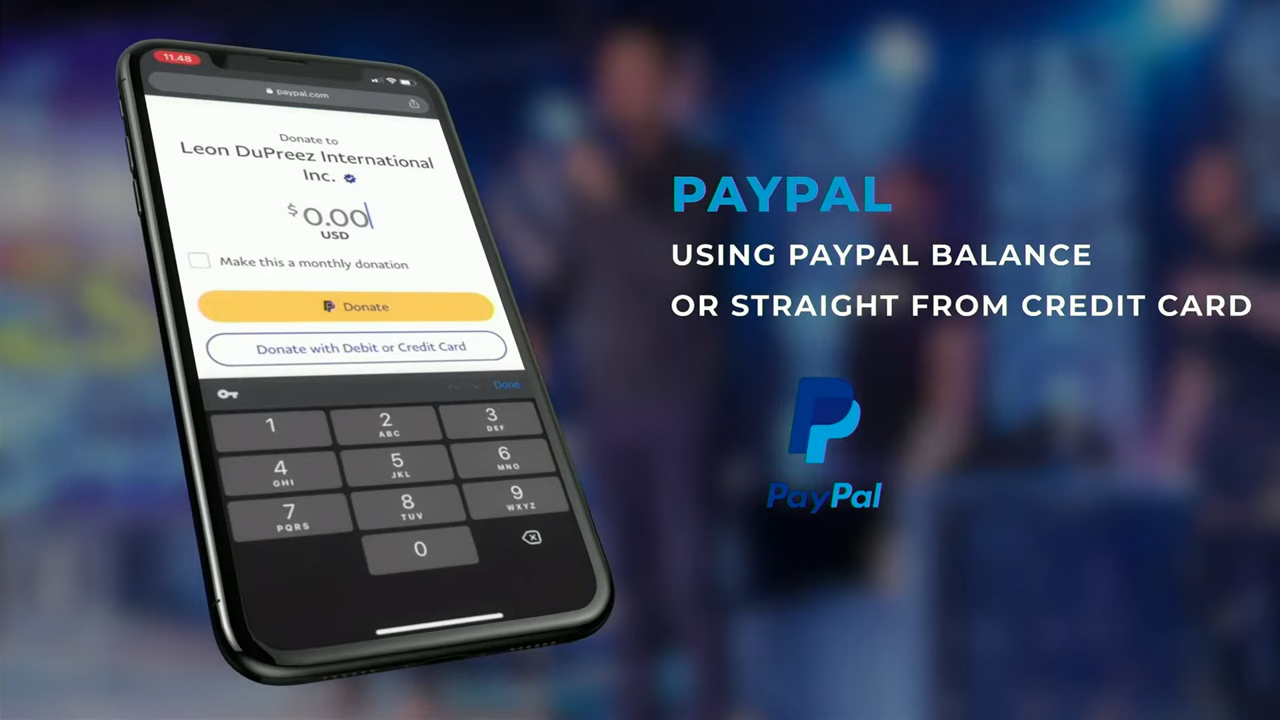 11.48
paypal.com
Donate to
Leon DuPreez International
Inc.
$ 0.00
USD
Make this a monthly donation
Donate
Donate with Debit or Credit Card
Done
1
2
ABC
3
DEF
4
GHI
5
JKL
6
MNO
7
PQRS
8
TUV
9
WXYZ
0
PAYPAL
USING PAYPAL BALANCE
OR STRAIGHT FROM CREDIT CARD
PayPal